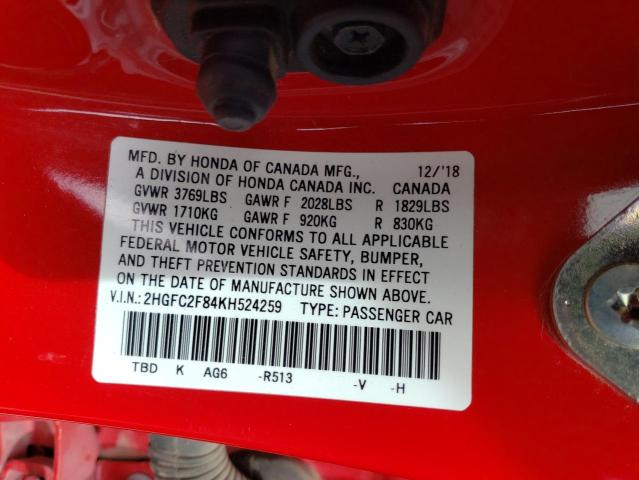 MFD. BY HONDA OF CANADA MFG., 12/'18
A DIVISION OF HONDA CANADA INC. CANADA
GVWR 3769LBS GAWR F 2028LBS R 1829LBS
GVWR 1710KG GAWR F 920KG R 830KG
THIS VEHICLE CONFORMS TO ALL APPLICABLE
FEDERAL MOTOR VEHICLE SAFETY, BUMPER,
AND THEFT PREVENTION STANDARDS IN EFFECT
ON THE DATE OF MANUFACTURE SHOWN ABOVE.
V.I.N.: 2HGFC2F84KH524259 TYPE: PASSENGER CAR
TBD K AG6 -R513 -V -H